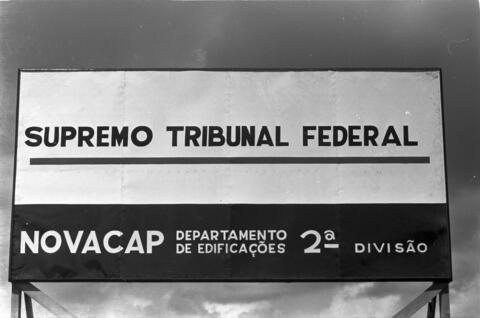 SUPREMO TRIBUNAL FEDERAL
NOVACAP DEPARTAMENTO DE EDIFICAÇÕES 2ª DIVISÃO